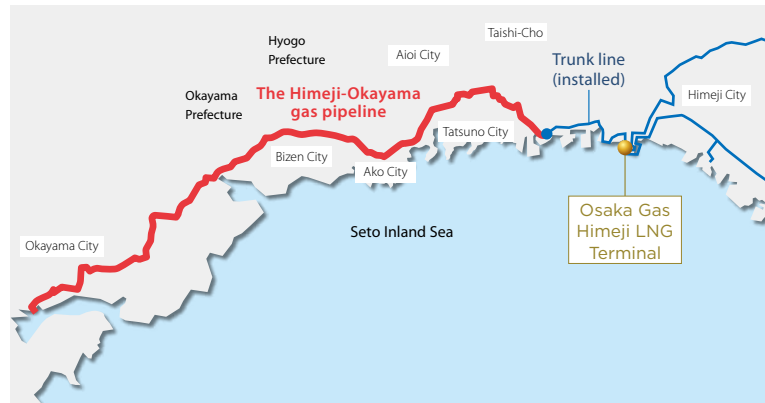 Taishi-Cho
Hyogo
Prefecture
Aioi City
Trunk line
(installed)
Himeji City
Okayama
Prefecture
The Himeji-Okayama
gas pipeline
Tatsuno City
Bizen City
Ako City
Osaka Gas
Himeji LNG
Terminal
Seto Inland Sea
Okayama City